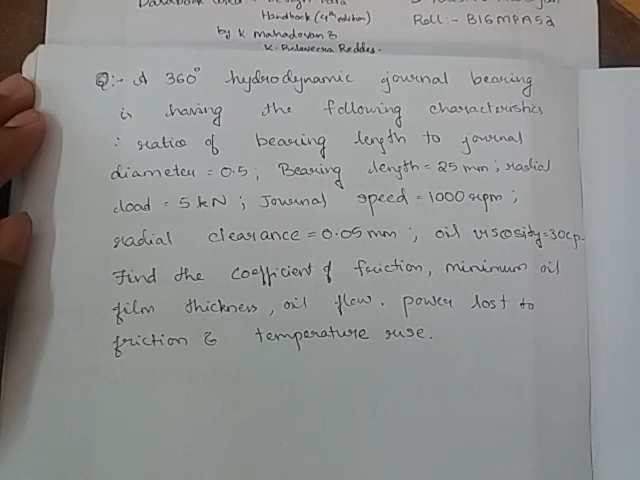 Handbook (4th edition)
Roll:- B16MPA52
by K mahadevan &
K. Balaveera Reddy.
Q:- A 360° hydrodynamic journal bearing
is having the following characteristics
: ratio of bearing length to journal
diameter = 0.5; Bearing length = 25 mm; radial
load = 5 kN; Journal speed = 1000 rpm;
radial clearance = 0.05 mm; oil viscosity = 30cp.
Find the coefficient of friction, minimum oil
film thickness, oil flow, power lost to
friction & temperature rise.